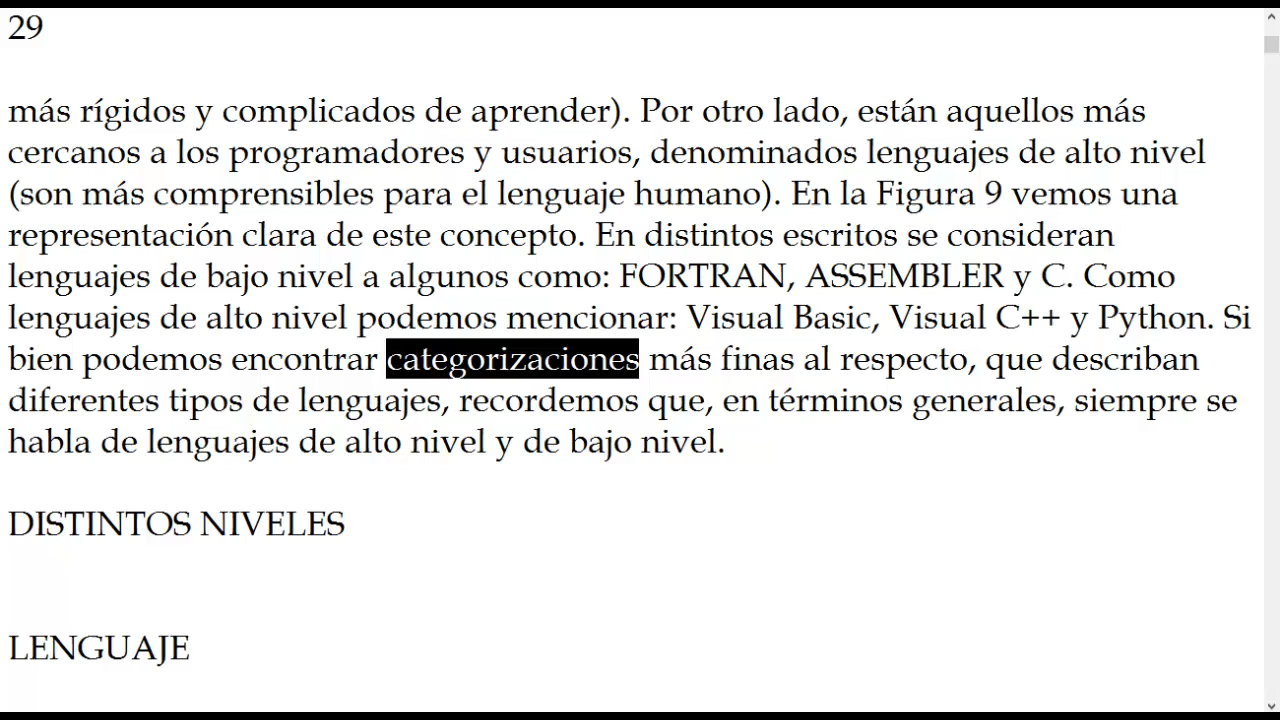 29
más rígidos y complicados de aprender). Por otro lado, están aquellos más
cercanos a los programadores y usuarios, denominados lenguajes de alto nivel
(son más comprensibles para el lenguaje humano). En la Figura 9 vemos una
representación clara de este concepto. En distintos escritos se consideran
lenguajes de bajo nivel a algunos como: FORTRAN, ASSEMBLER y C. Como
lenguajes de alto nivel podemos mencionar: Visual Basic, Visual C++ y Python. Si
bien podemos encontrar categorizaciones más finas al respecto, que describan
diferentes tipos de lenguajes, recordemos que, en términos generales, siempre se
habla de lenguajes de alto nivel y de bajo nivel.
DISTINTOS NIVELES
LENGUAJE